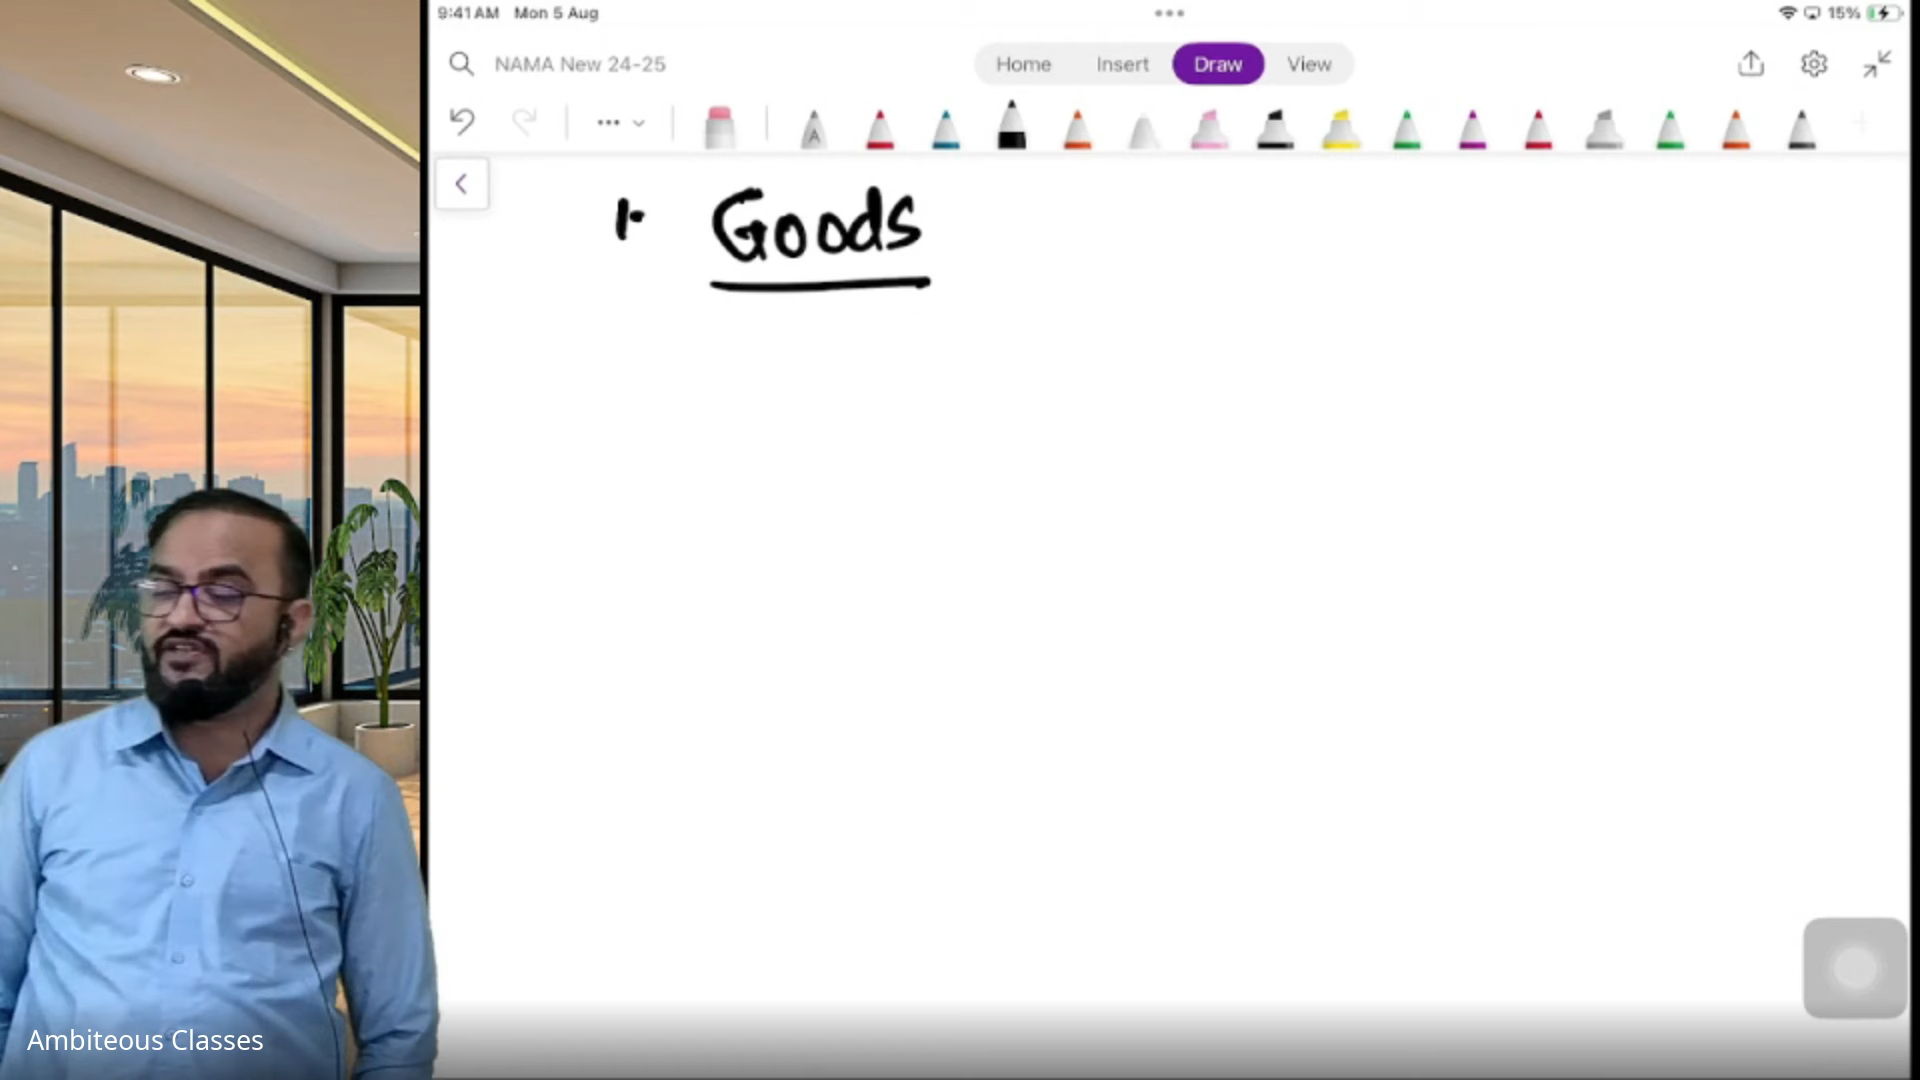 9:41 AM Mon 5 Aug
15%
NAMA New 24-25
Home Insert Draw View
A
1. Goods
Ambiteous Classes